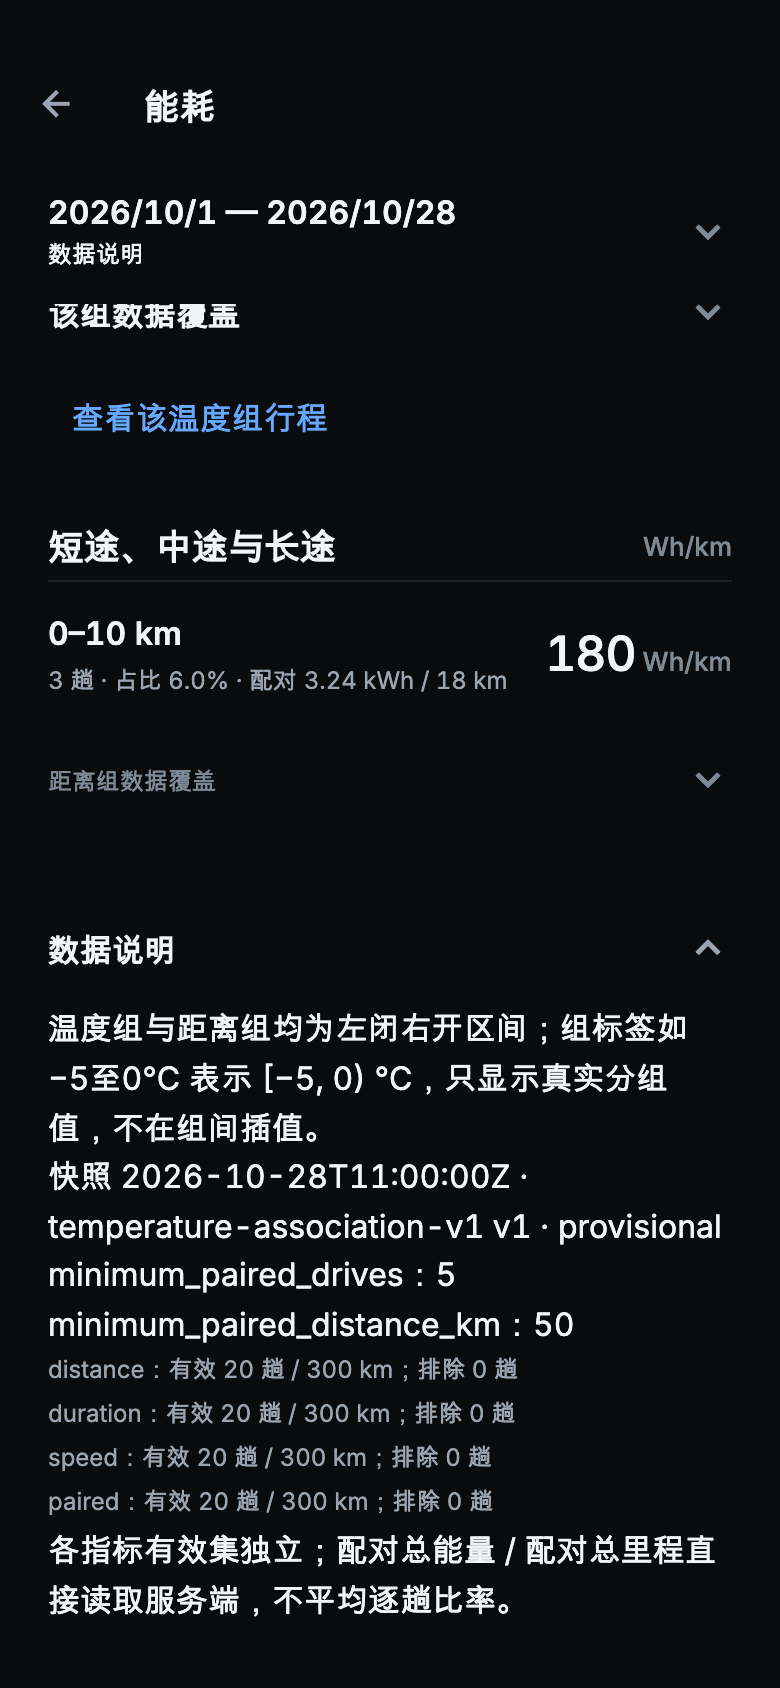 能耗
2026/10/1 — 2026/10/28
数据说明
该组数据覆盖
查看该温度组行程
短途、中途与长途 Wh/km
0–10 km
180 Wh/km
3 趟 · 占比 6.0% · 配对 3.24 kWh / 18 km
距离组数据覆盖
数据说明
温度组与距离组均为左闭右开区间；组标签如
−5至0°C 表示 [−5, 0) °C，只显示真实分组
值，不在组间插值。
快照 2026-10-28T11:00:00Z ·
temperature-association-v1 v1 · provisional
minimum_paired_drives：5
minimum_paired_distance_km：50
distance：有效 20 趟 / 300 km；排除 0 趟
duration：有效 20 趟 / 300 km；排除 0 趟
speed：有效 20 趟 / 300 km；排除 0 趟
paired：有效 20 趟 / 300 km；排除 0 趟
各指标有效集独立；配对总能量 / 配对总里程直
接读取服务端，不平均逐趟比率。